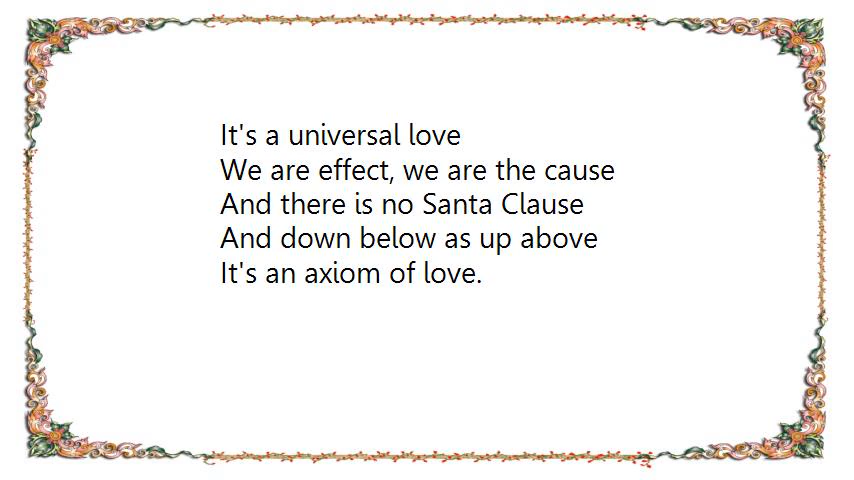 It's a universal love
We are effect, we are the cause
And there is no Santa Clause
And down below as up above
It's an axiom of love.